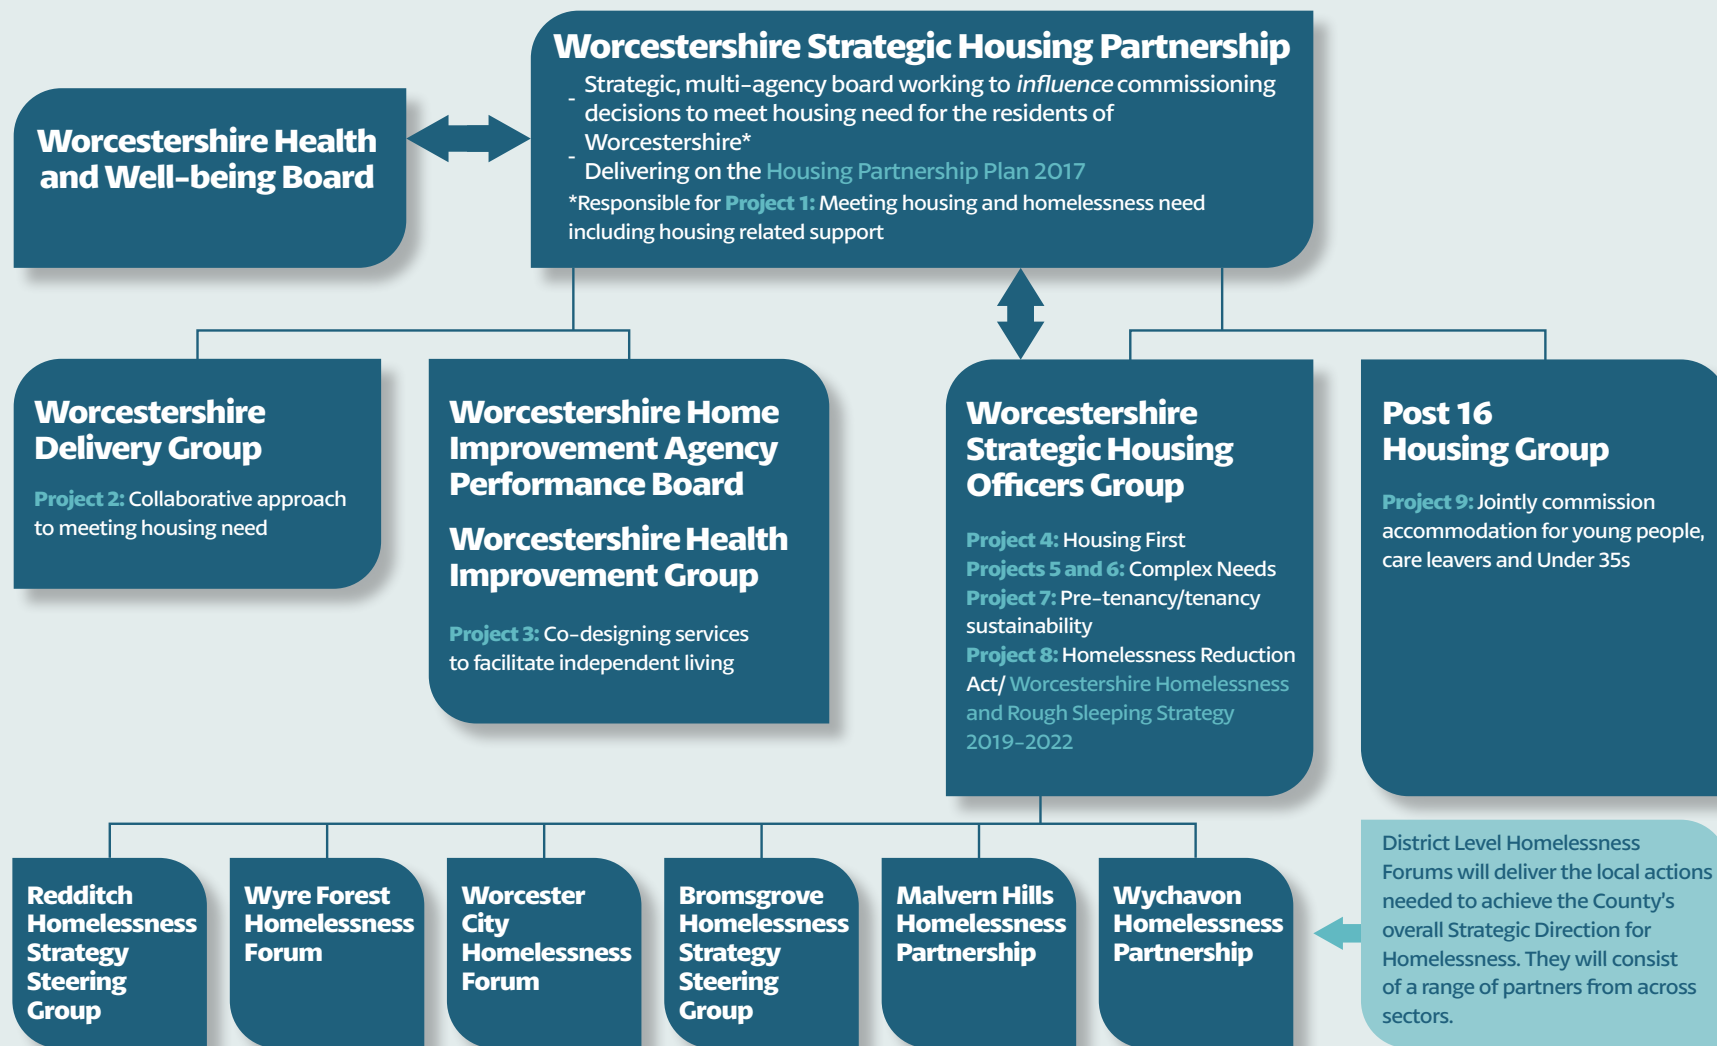 Worcestershire Strategic Housing Partnership
- Strategic, multi-agency board working to influence commissioning
decisions to meet housing need for the residents of
Worcestershire*
- Delivering on the Housing Partnership Plan 2017
*Responsible for Project 1: Meeting housing and homelessness need
including housing related support
Worcestershire Health
and Well-being Board
Worcestershire
Delivery Group
Project 2: Collaborative approach
to meeting housing need
Worcestershire Home
Improvement Agency
Performance Board
Worcestershire Health
Improvement Group
Project 3: Co-designing services
to facilitate independent living
Worcestershire
Strategic Housing
Officers Group
Project 4: Housing First
Projects 5 and 6: Complex Needs
Project 7: Pre-tenancy/tenancy
sustainability
Project 8: Homelessness Reduction
Act/ Worcestershire Homelessness
and Rough Sleeping Strategy
2019-2022
Post 16
Housing Group
Project 9: Jointly commission
accommodation for young people,
care leavers and Under 35s
Redditch
Homelessness
Strategy
Steering
Group
Wyre Forest
Homelessness
Forum
Worcester
City
Homelessness
Forum
Bromsgrove
Homelessness
Strategy
Steering
Group
Malvern Hills
Homelessness
Partnership
Wychavon
Homelessness
Partnership
District Level Homelessness
Forums will deliver the local actions
needed to achieve the County's
overall Strategic Direction for
Homelessness. They will consist
of a range of partners from across
sectors.